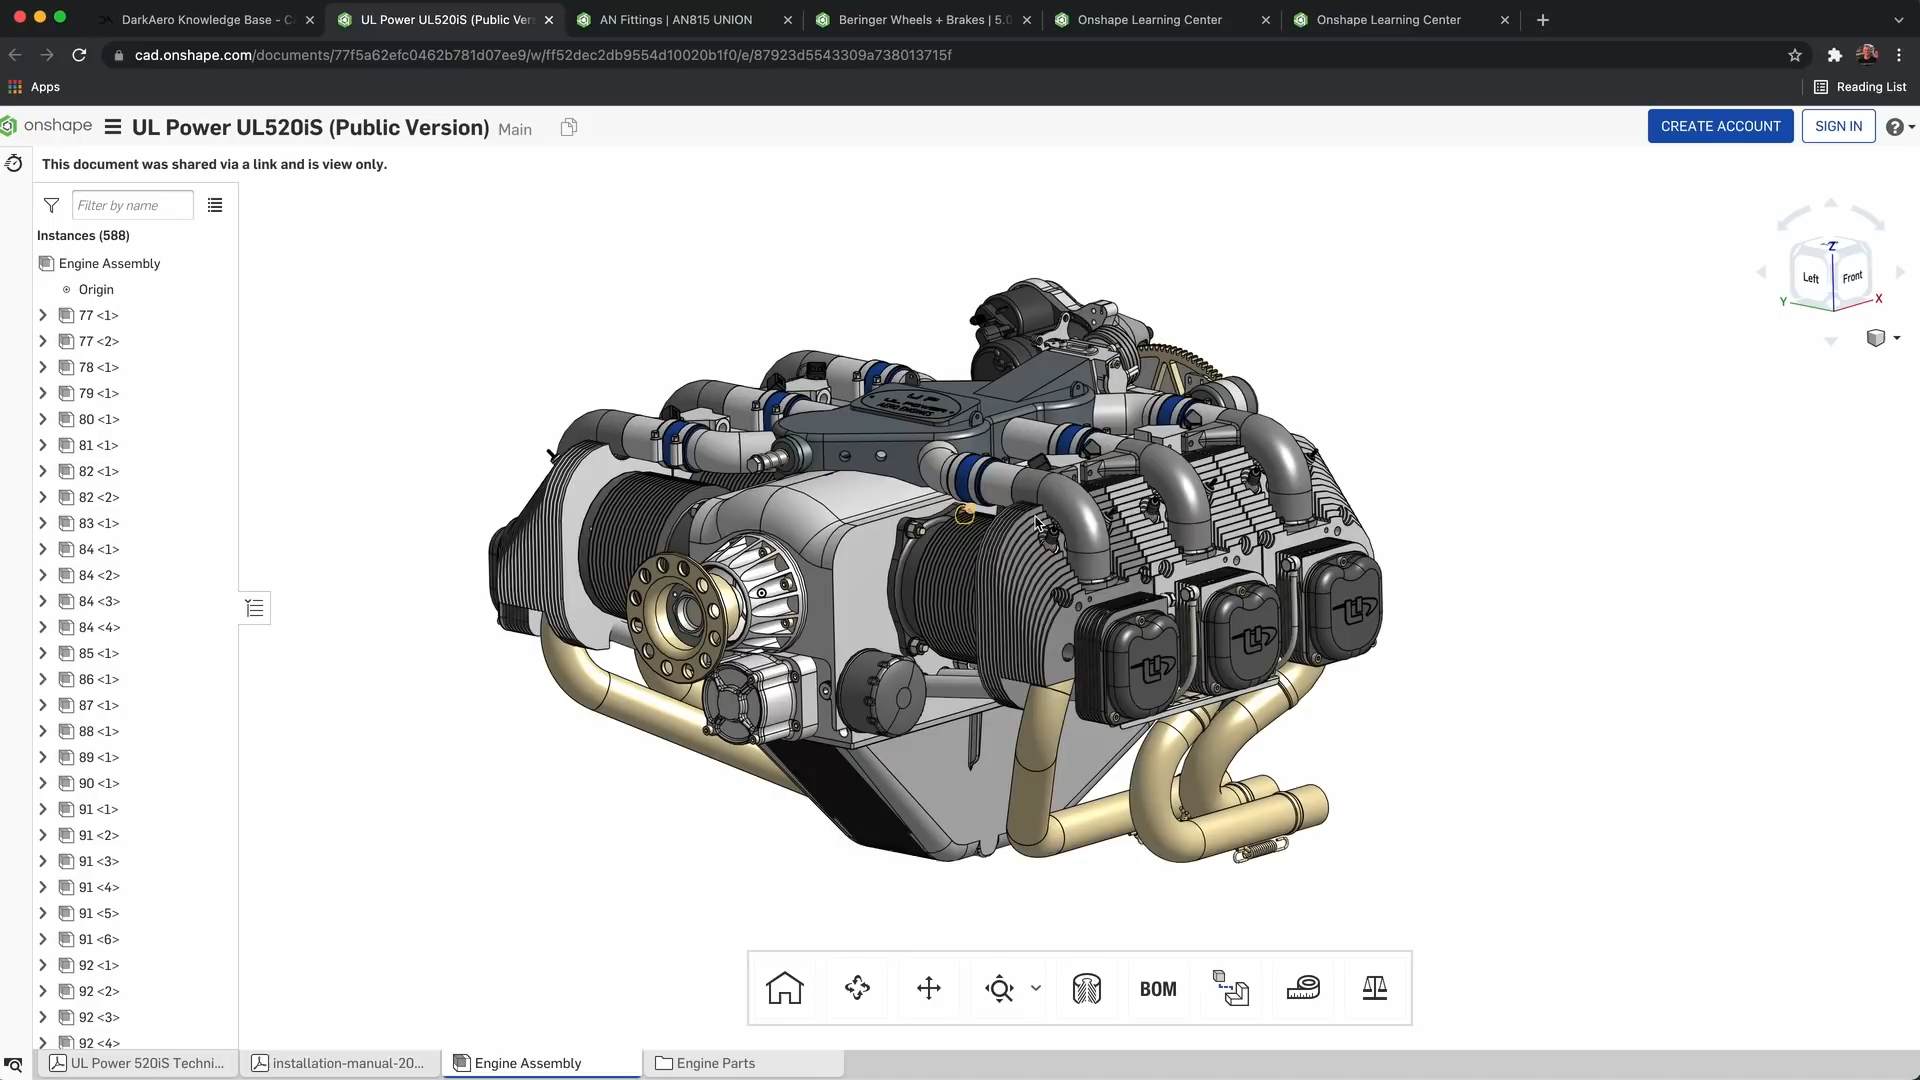 DarkAero Knowledge Base - C
UL Power UL520iS (Public Ver
AN Fittings | AN815 UNION
Beringer Wheels + Brakes | 5.0
Onshape Learning Center
Onshape Learning Center
cad.onshape.com/documents/77f5a62efc0462b781d07ee9/w/ff52dec2db9554d10020b1f0/e/87923d5543309a738013715f
Apps
Reading List
onshape
UL Power UL520iS (Public Version)
Main
CREATE ACCOUNT
SIGN IN
This document was shared via a link and is view only.
Filter by name
Instances (588)
Engine Assembly
Origin
77 <1>
77 <2>
78 <1>
79 <1>
80 <1>
81 <1>
82 <1>
82 <2>
83 <1>
84 <1>
84 <2>
84 <3>
84 <4>
85 <1>
86 <1>
87 <1>
88 <1>
89 <1>
90 <1>
91 <1>
91 <2>
91 <3>
91 <4>
91 <5>
91 <6>
92 <1>
92 <2>
92 <3>
92 <4>
Z
Left
Front
Y
X
UL POWER
AERO ENGINES
BOM
UL Power 520iS Techni...
installation-manual-20...
Engine Assembly
Engine Parts